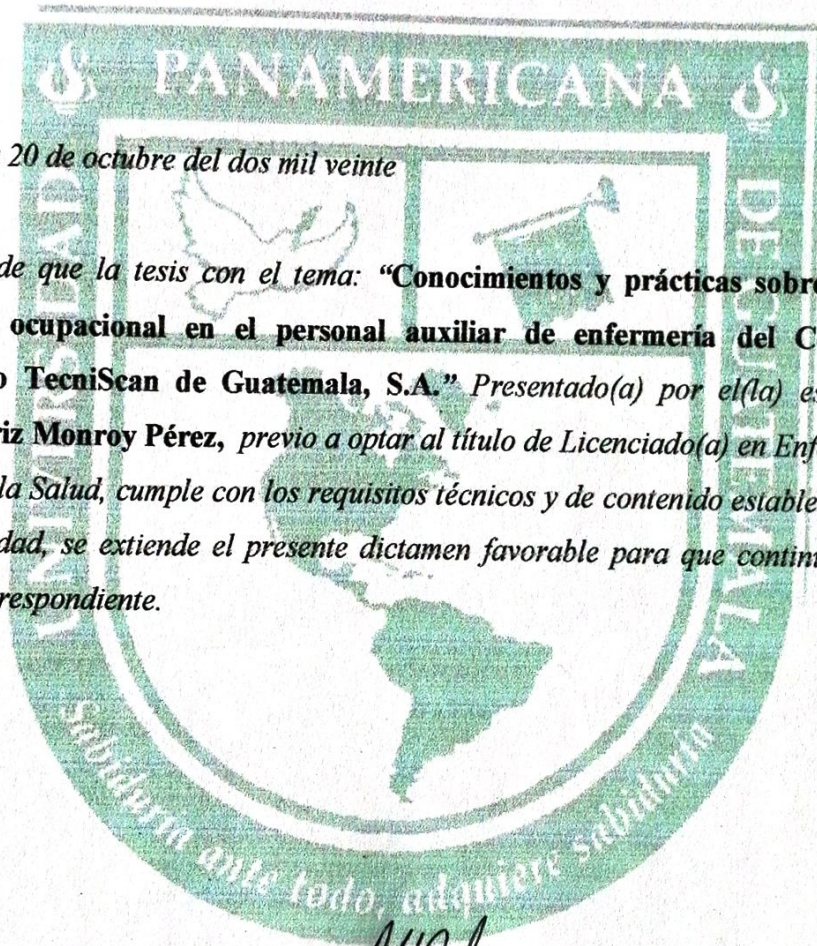 PANAMERICANA
UNIVERSIDAD
DE GUATEMALA
20 de octubre del dos mil veinte
de que la tesis con el tema: “Conocimientos y prácticas sobre
ocupacional en el personal auxiliar de enfermería del C
TecniScan de Guatemala, S.A.” Presentado(a) por el(la) es
riz Monroy Pérez, previo a optar al título de Licenciado(a) en Enf
la Salud, cumple con los requisitos técnicos y de contenido estable
dad, se extiende el presente dictamen favorable para que contin
respondiente.
Sabiduría ante todo, adquiere sabiduría